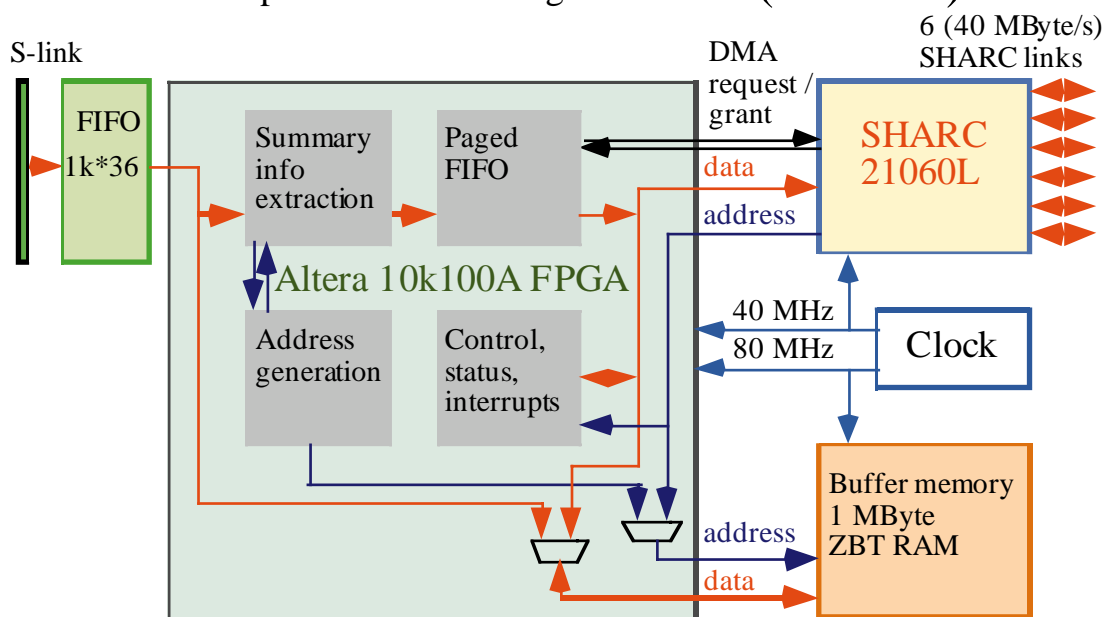 6 (40 MByte/s)
SHARC links
S-link
DMA
request /
grant
FIFO
1k*36
Summary
info
extraction
Paged
FIFO
SHARC
21060L
data
address
Altera 10k100A FPGA
40 MHz
80 MHz
Clock
Address
generation
Control,
status,
interrupts
Buffer memory
1 MByte
ZBT RAM
address
data